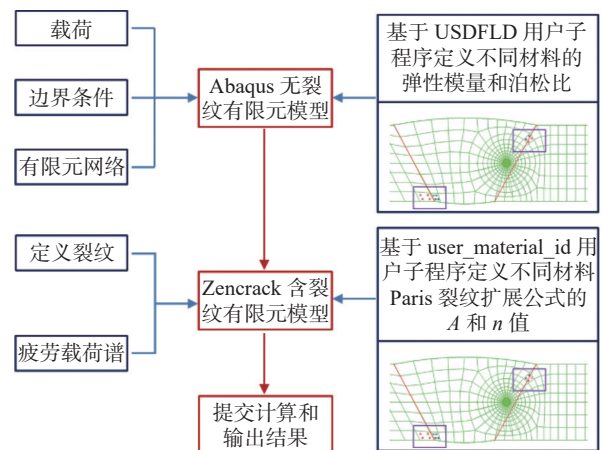 载荷
边界条件
有限元网络
Abaqus 无裂
纹有限元模型
基于 USDFLD 用户子
程序定义不同材料的
弹性模量和泊松比
定义裂纹
疲劳载荷谱
Zencrack 含裂
纹有限元模型
基于 user_material_id 用
户子程序定义不同材料
Paris 裂纹扩展公式的
A 和 n 值
提交计算和
输出结果